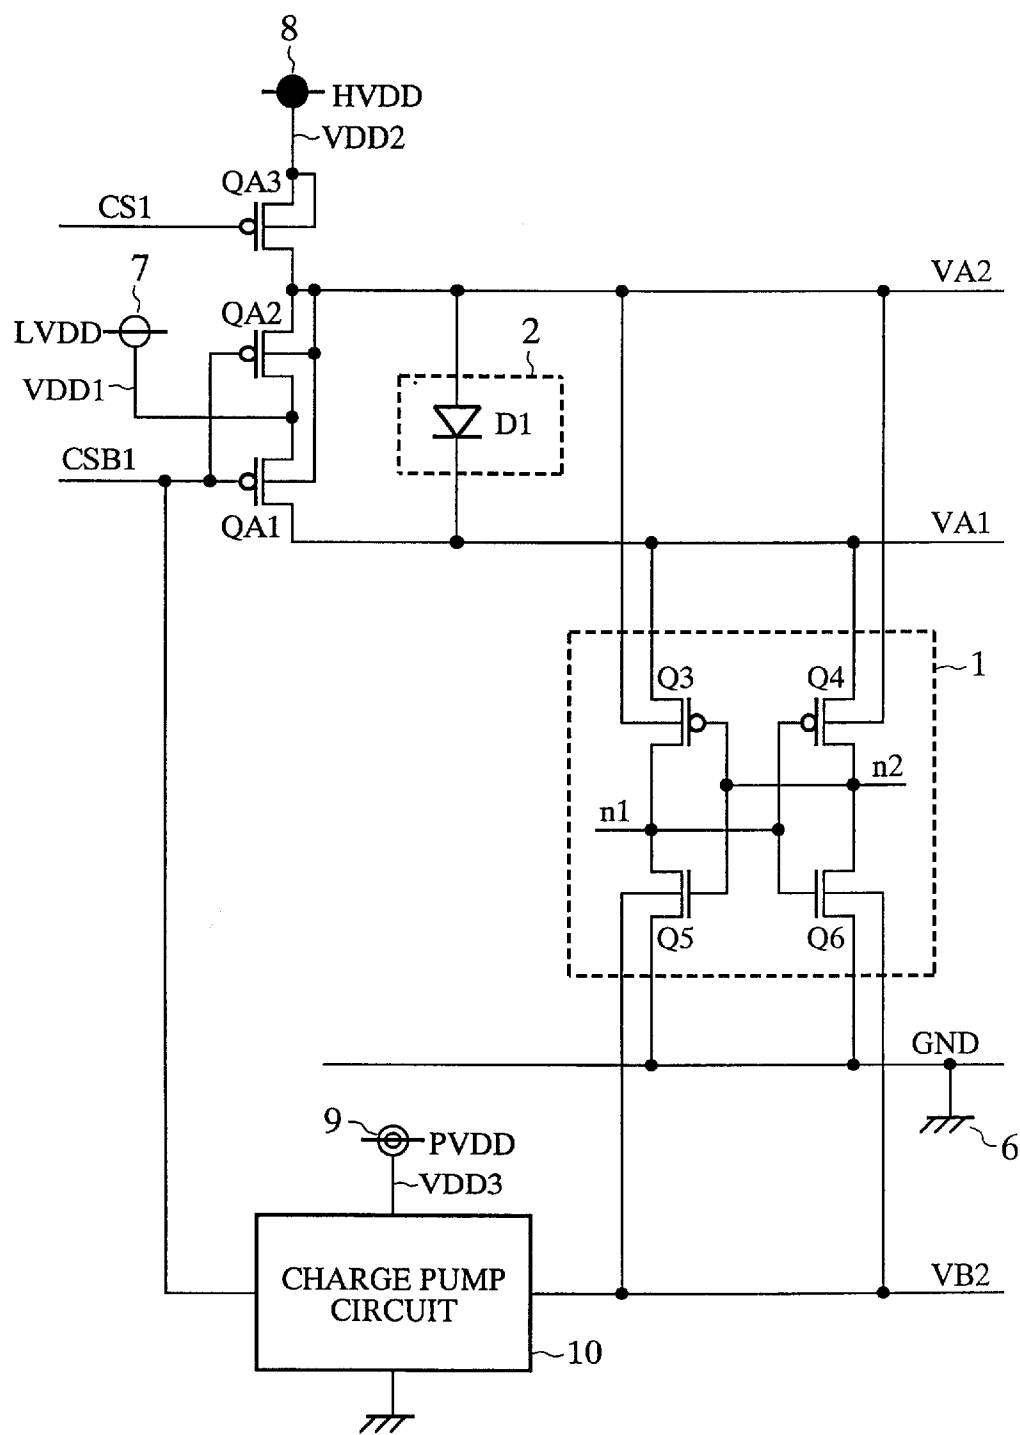 8
HVDD
VDD2
QA3
CS1
7
VA2
LVDD
QA2
2
VDD1
D1
CSB1
QA1
VA1
1
Q3
Q4
n2
n1
Q5
Q6
GND
9
PVDD
6
VDD3
CHARGE PUMP
CIRCUIT
VB2
10